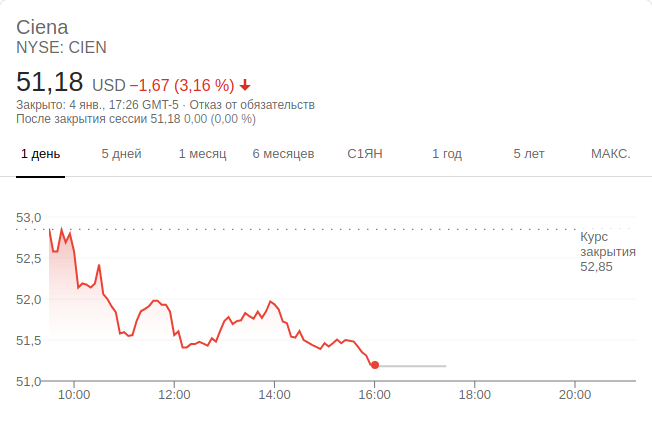 Ciena
NYSE: CIEN
51,18 USD −1,67 (3,16 %)
Закрыто: 4 янв., 17:26 GMT-5 · Отказ от обязательств
После закрытия сессии 51,18 0,00 (0,00 %)
1 день 5 дней 1 месяц 6 месяцев С1ЯН 1 год 5 лет МАКС.
53,0
Курс
закрытия
52,85
52,5
52,0
51,5
51,0
10:00 12:00 14:00 16:00 18:00 20:00